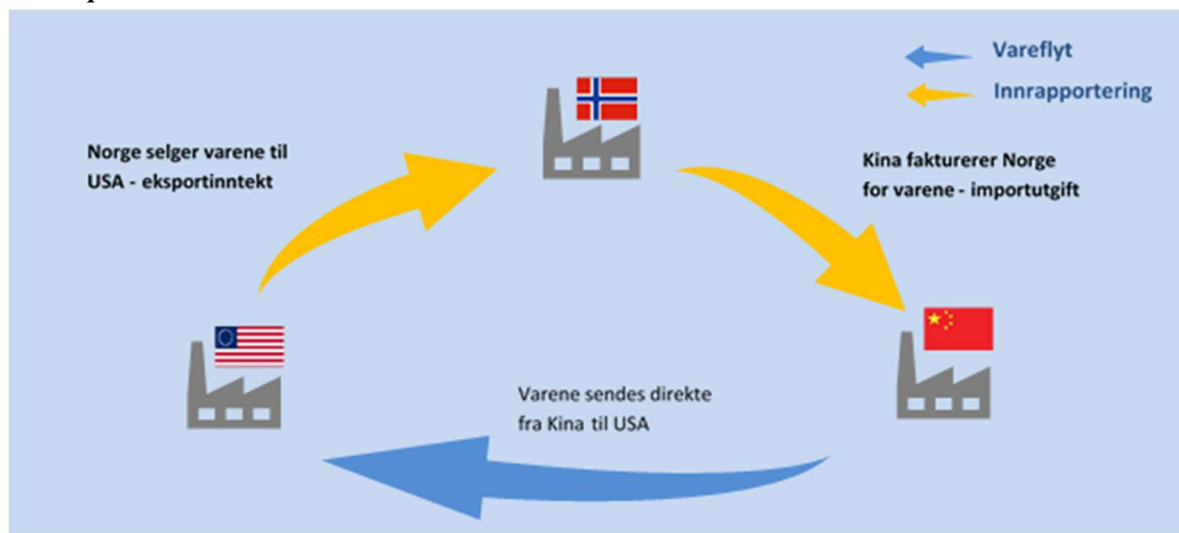 Vareflyt
Innrapportering
Norge selger varene til
USA - eksportinntekt
Kina fakturerer Norge
for varene - importutgift
Varene sendes direkte
fra Kina til USA